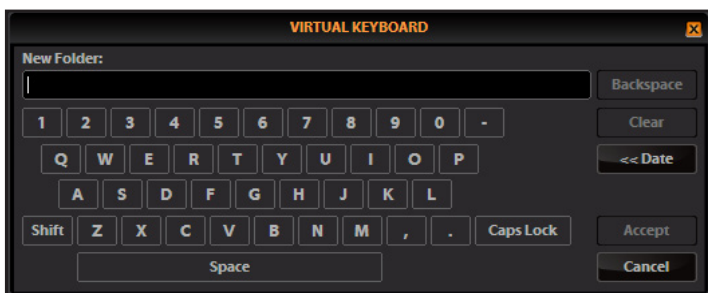 VIRTUAL KEYBOARD X
New Folder:
Backspace
1 2 3 4 5 6 7 8 9 0 - Clear
Q W E R T Y U I O P << Date
A S D F G H J K L
Shift Z X C V B N M , . Caps Lock Accept
Space Cancel